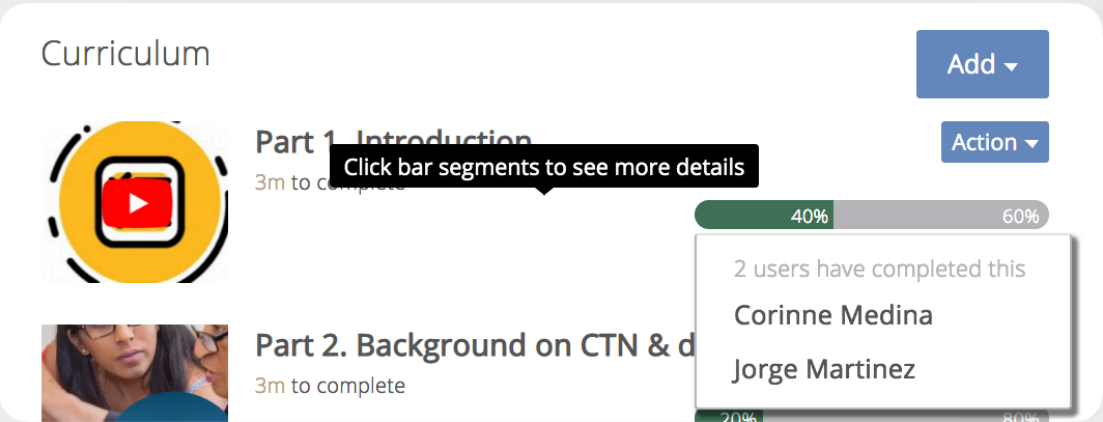 Curriculum
Add
Part 1. Introduction
Action
Click bar segments to see more details
3m to complete
40% 60%
2 users have completed this
Corinne Medina
Jorge Martinez
Part 2. Background on CTN & d
3m to complete
20% 80%